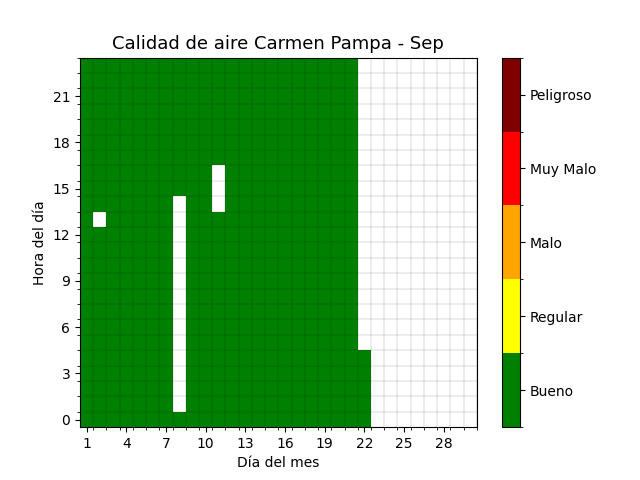 Calidad de aire Carmen Pampa - Sep
Hora del día
21
18
15
12
9
6
3
0
1 4 7 10 13 16 19 22 25 28
Día del mes
Peligroso
Muy Malo
Malo
Regular
Bueno